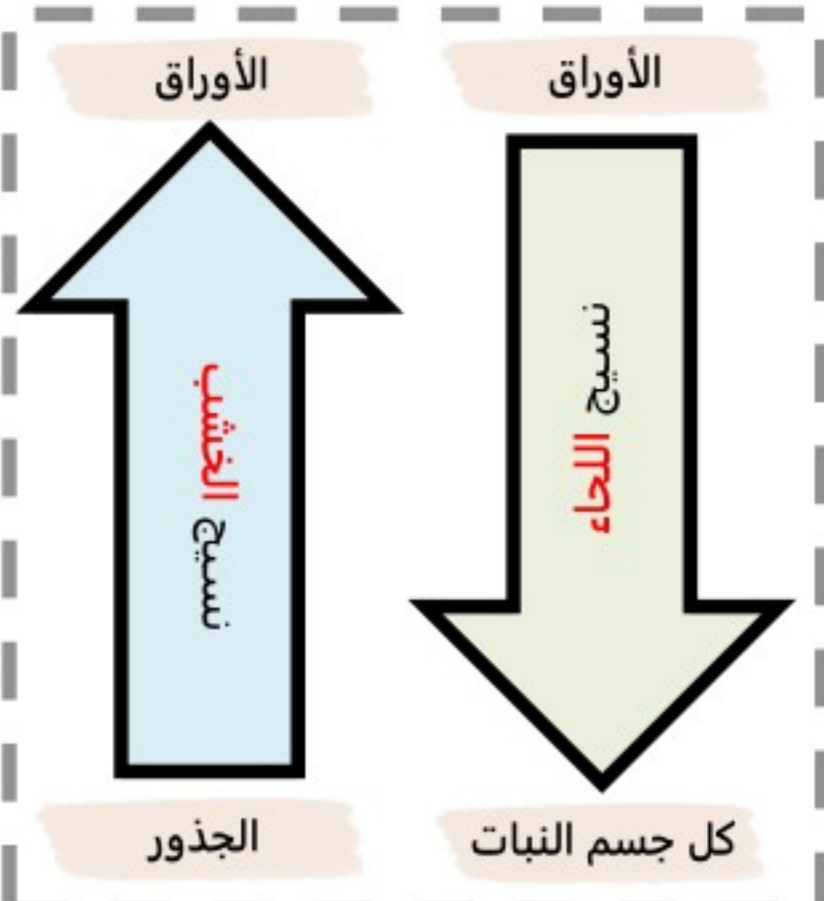 الأوراق
نسيج اللحاء
كل جسم النبات
الأوراق
نسيج الخشب
الجذور